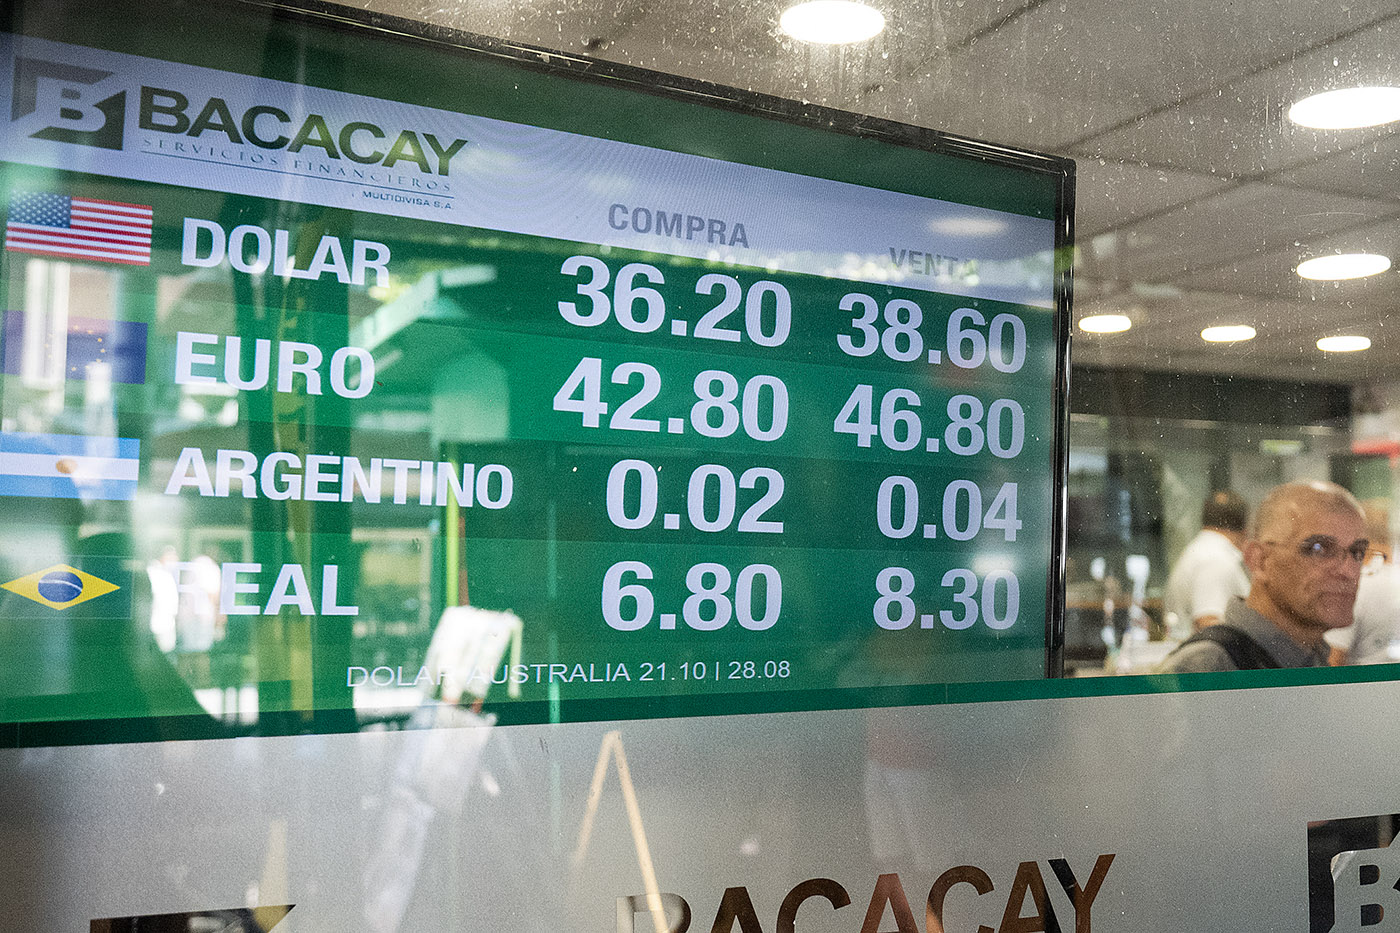 BACACAY
SERVICIOS FINANCIEROS
MULTIDIVISA S.A.
COMPRA VENTA
DOLAR 36.20 38.60
EURO 42.80 46.80
ARGENTINO 0.02 0.04
REAL 6.80 8.30
DOLAR AUSTRALIA 21.10 | 28.08
BACACAY
B